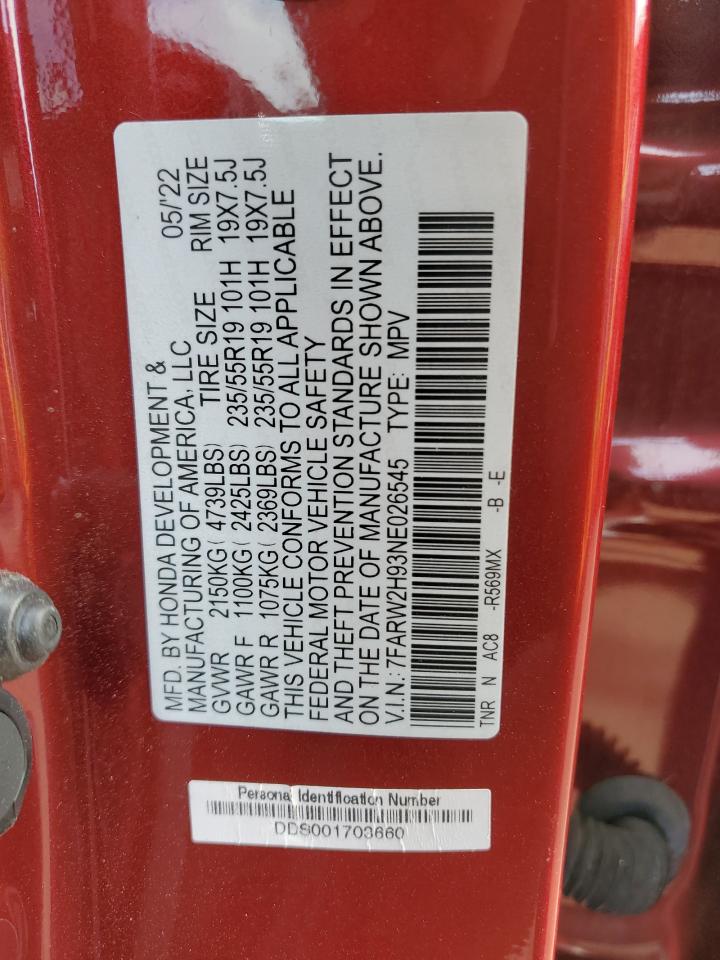 MFD. BY HONDA DEVELOPMENT &
MANUFACTURING OF AMERICA, LLC 05/'22
GVWR 2150KG( 4739LBS) TIRE SIZE RIM SIZE
GAWR F 1100KG( 2425LBS) 235/55R19 101H 19X7.5J
GAWR R 1075KG( 2369LBS) 235/55R19 101H 19X7.5J
THIS VEHICLE CONFORMS TO ALL APPLICABLE
FEDERAL MOTOR VEHICLE SAFETY
AND THEFT PREVENTION STANDARDS IN EFFECT
ON THE DATE OF MANUFACTURE SHOWN ABOVE.
V.I.N.: 7FARW2H93NE026545 TYPE: MPV
TNR N AC8 -R569MX -B -E
Personal Identification Number
DDS001703660